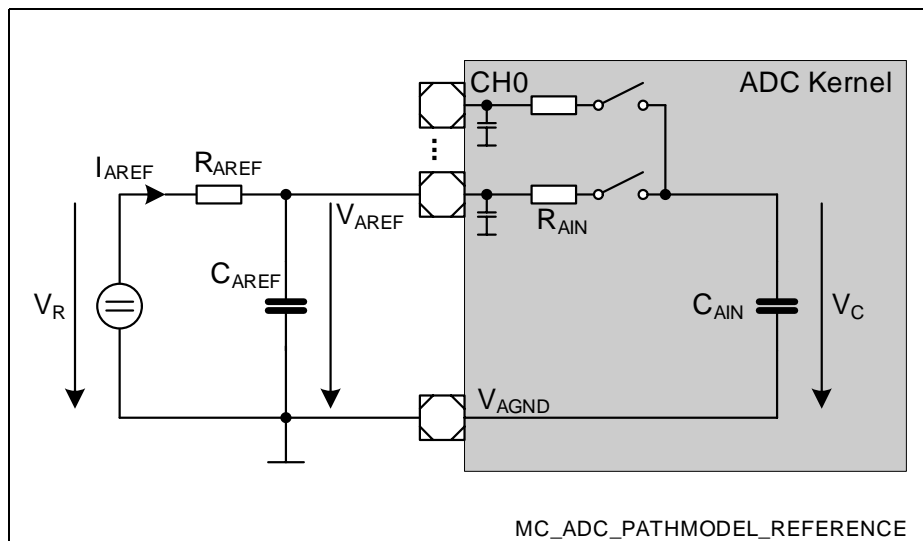 CH0
ADC Kernel
...
RAREF
IAREF
VAREF
RAIN
CAREF
VR
CAIN
VC
VAGND
MC_ADC_PATHMODEL_REFERENCE